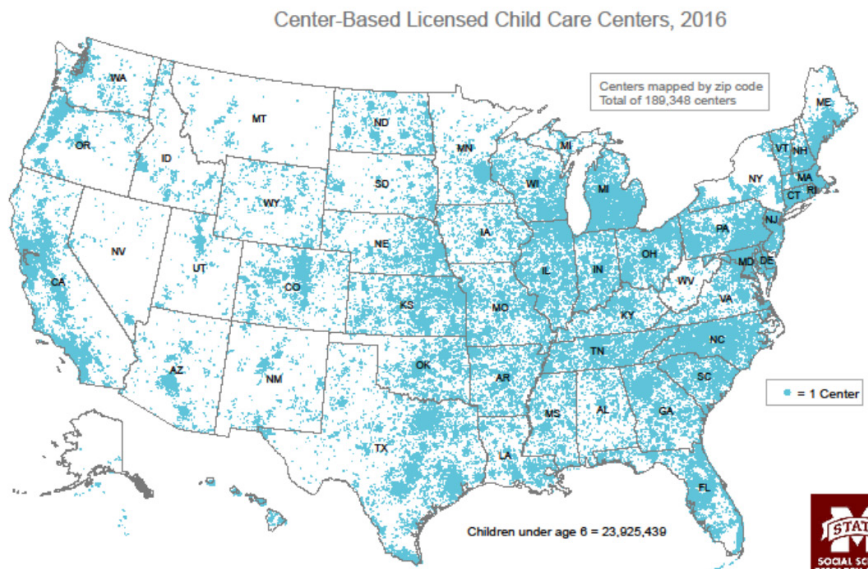 Center-Based Licensed Child Care Centers, 2016
Centers mapped by zip code
Total of 189,348 centers
WA
MT
ND
MN
MI
ME
VT
NH
OR
ID
SD
WI
MI
NY
MA
CT
RI
WY
IA
PA
NJ
NV
UT
NE
IL
IN
OH
MD
DE
CA
CO
KS
MO
WV
VA
KY
NC
AZ
NM
OK
AR
TN
SC
= 1 Center
MS
AL
GA
TX
LA
FL
Children under age 6 = 23,925,439
STAT
SOCIAL SC